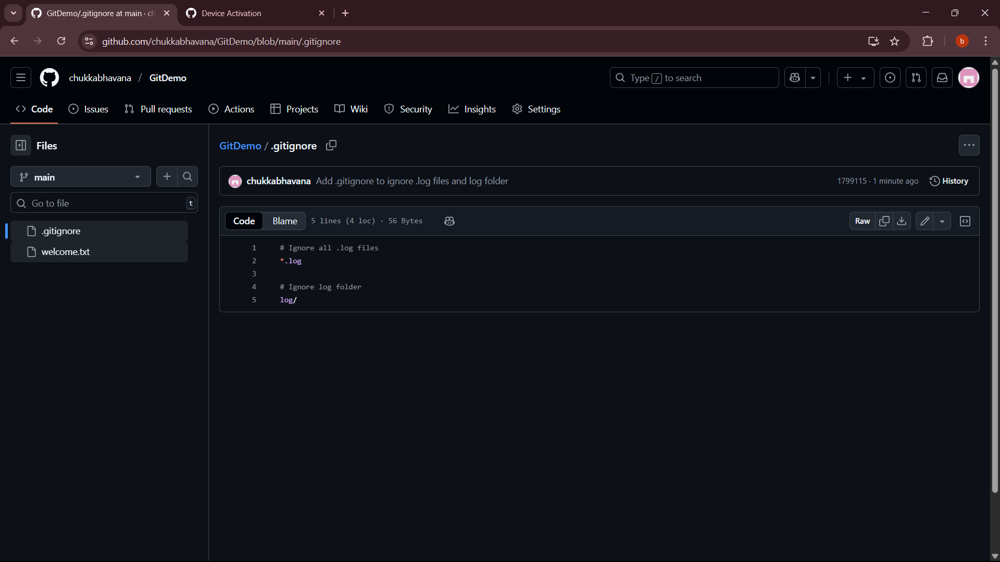 GitDemo/.gitignore at main · ch
Device Activation
github.com/chukkabhavana/GitDemo/blob/main/.gitignore
b
chukkabhavana / GitDemo
Type / to search
Code
Issues
Pull requests
Actions
Projects
Wiki
Security
Insights
Settings
Files
GitDemo / .gitignore
main
chukkabhavana Add .gitignore to ignore .log files and log folder
1799115 · 1 minute ago
History
Go to file
t
Code
Blame
5 lines (4 loc) · 56 Bytes
Raw
.gitignore
welcome.txt
1 # Ignore all .log files
2 *.log
3
4 # Ignore log folder
5 log/